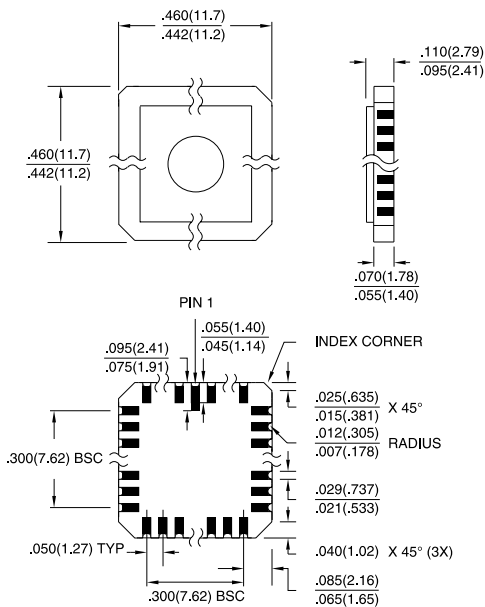 .460(11.7)
.442(11.2)
.110(2.79)
.095(2.41)
.460(11.7)
.442(11.2)
.070(1.78)
.055(1.40)
PIN 1
.055(1.40)
.045(1.14)
.095(2.41)
.075(1.91)
INDEX CORNER
.025(.635)
.015(.381)
X 45°
.012(.305)
.007(.178)
RADIUS
.300(7.62) BSC
.029(.737)
.021(.533)
.050(1.27) TYP
.040(1.02) X 45° (3X)
.300(7.62) BSC
.085(2.16)
.065(1.65)